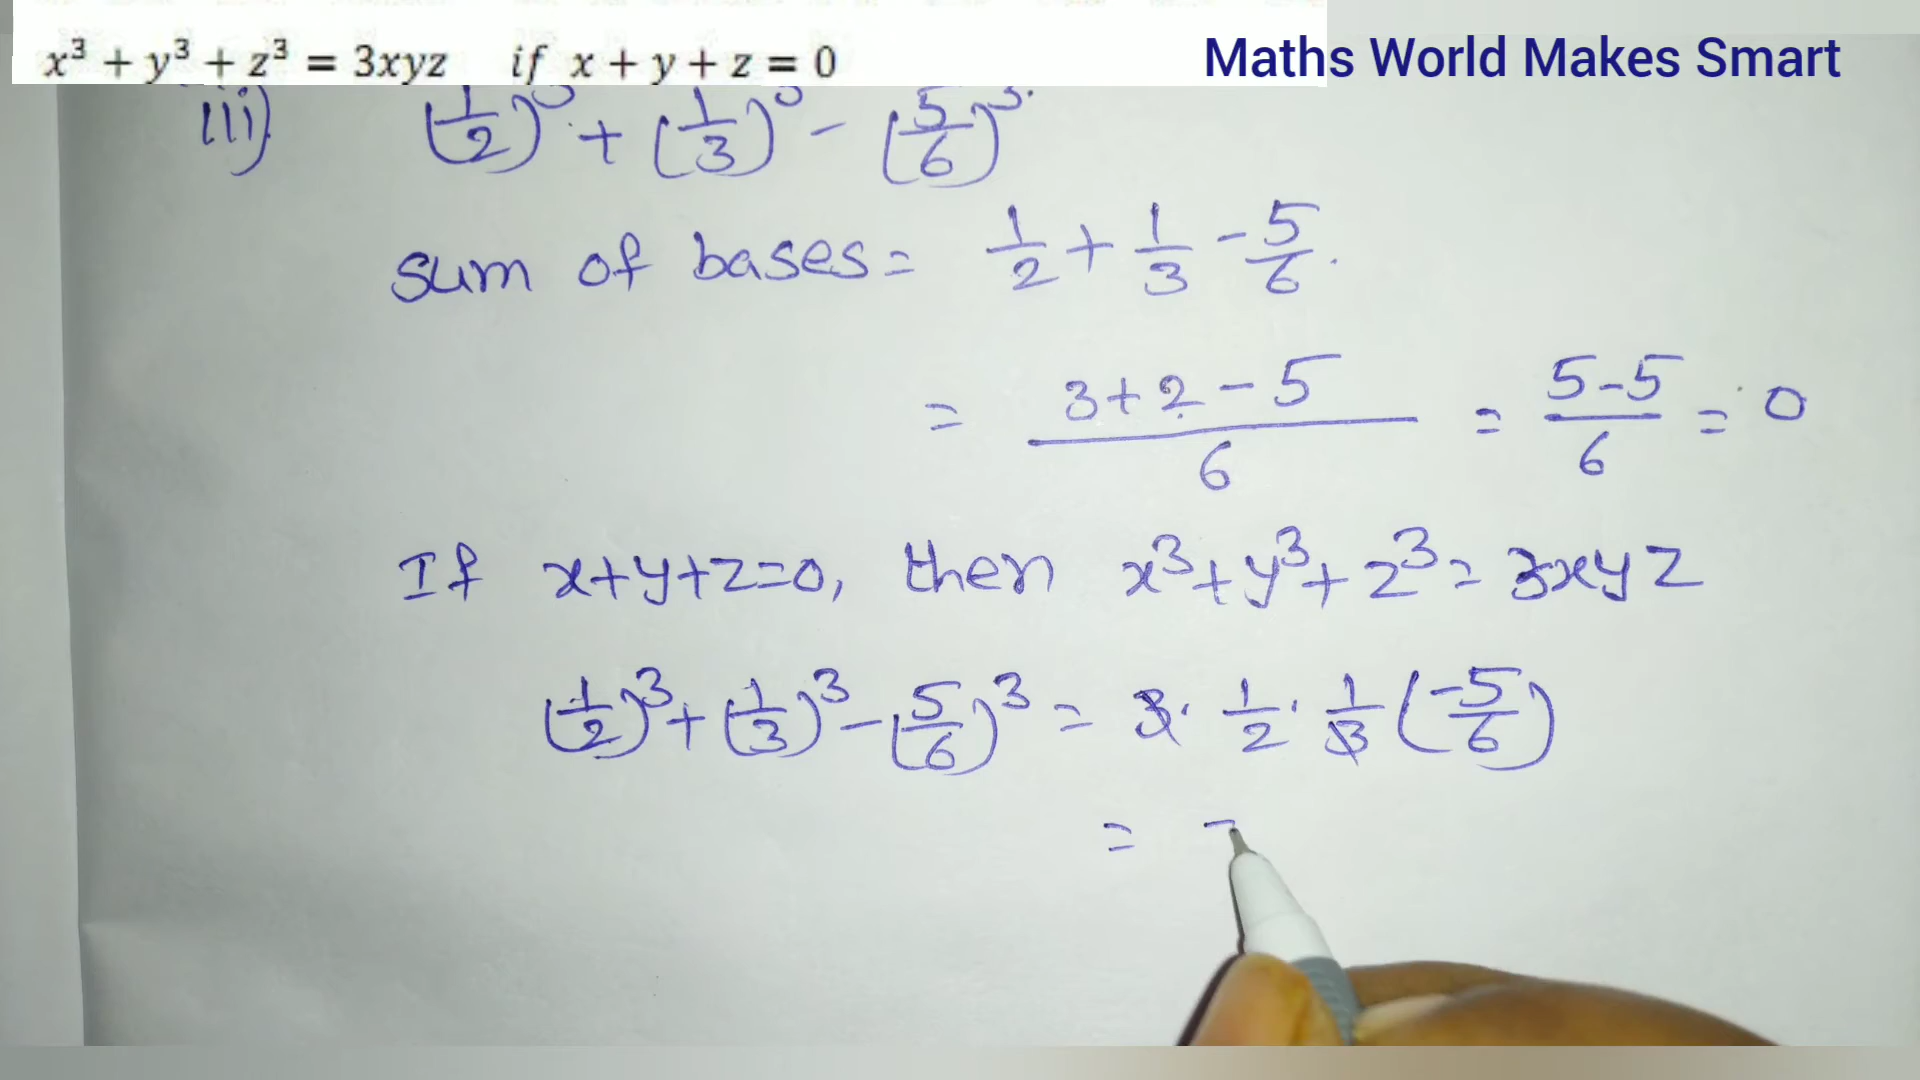 x³ + y³ + z³ = 3xyz if x + y + z = 0
Maths World Makes Smart
iii) (1/2)³ + (1/3)³ - (5/6)³
sum of bases = 1/2 + 1/3 - 5/6.
= 3+2-5/6 = 5-5/6 = 0
If x+y+z=0, then x³+y³+z³=3xyz
(1/2)³+(1/3)³-(5/6)³ = 3·1/2·1/3(-5/6)
= -